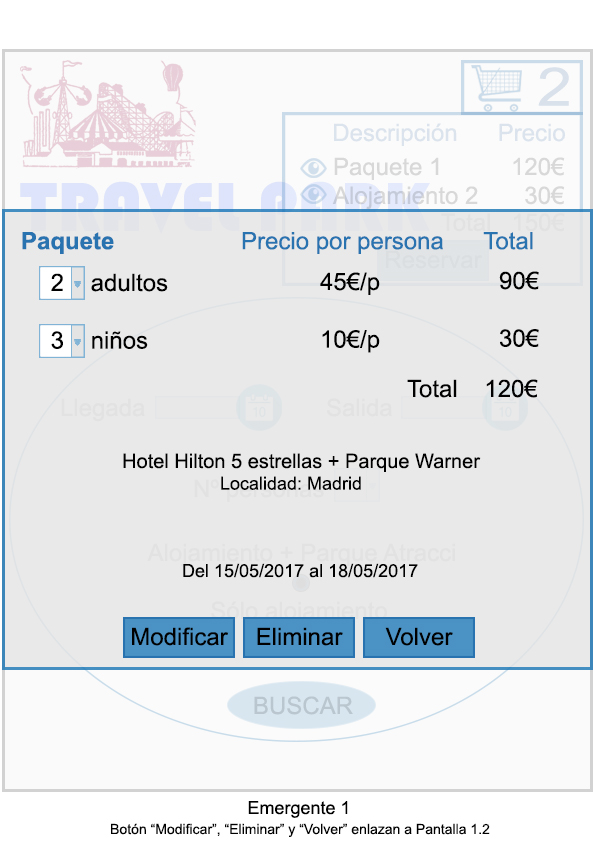 2
Descripción Precio
Paquete 1 120€
Alojamiento 2 30€
TRAVEL PARK
Total 150€
Reservar
Paquete Precio por persona Total
2 adultos 45€/p 90€
3 niños 10€/p 30€
Total 120€
Llegada 10 Salida 10
Hotel Hilton 5 estrellas + Parque Warner
Localidad: Madrid
Nº personas
Alojamiento + Parque Atracci
Del 15/05/2017 al 18/05/2017
Sólo alojamiento
Modificar Eliminar Volver
BUSCAR
Emergente 1
Botón “Modificar”, “Eliminar” y “Volver” enlazan a Pantalla 1.2